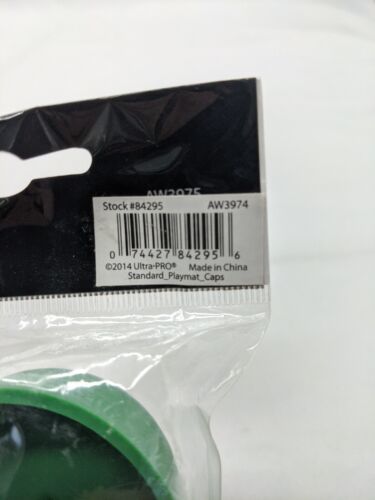 AW3975
Stock #84295 AW3974
0 74427 84295 6
©2014 Ultra•PRO® Made in China
Standard_Playmat_Caps